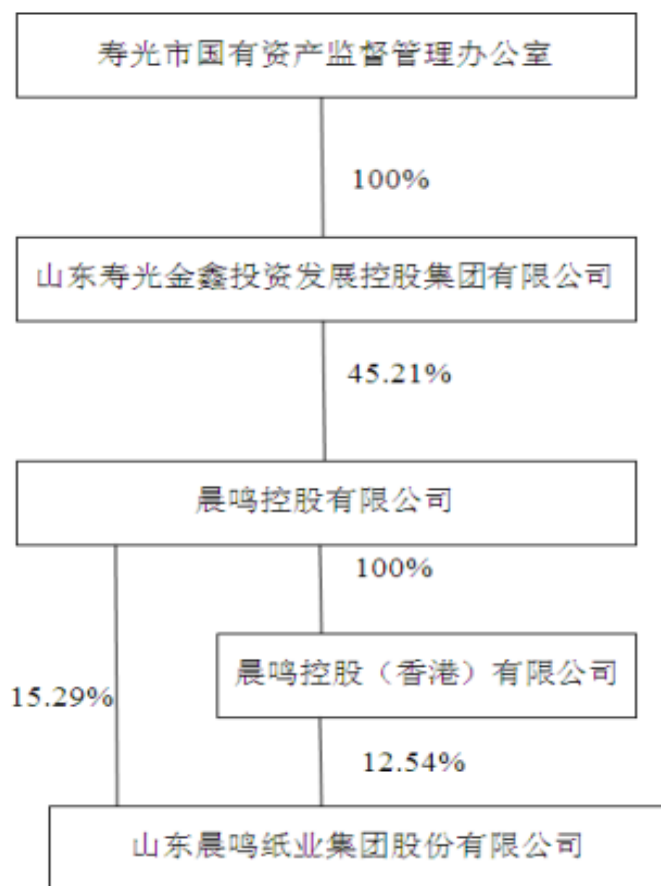 寿光市国有资产监督管理办公室
100%
山东寿光金鑫投资发展控股集团有限公司
45.21%
晨鸣控股有限公司
100%
晨鸣控股（香港）有限公司
15.29%
12.54%
山东晨鸣纸业集团股份有限公司